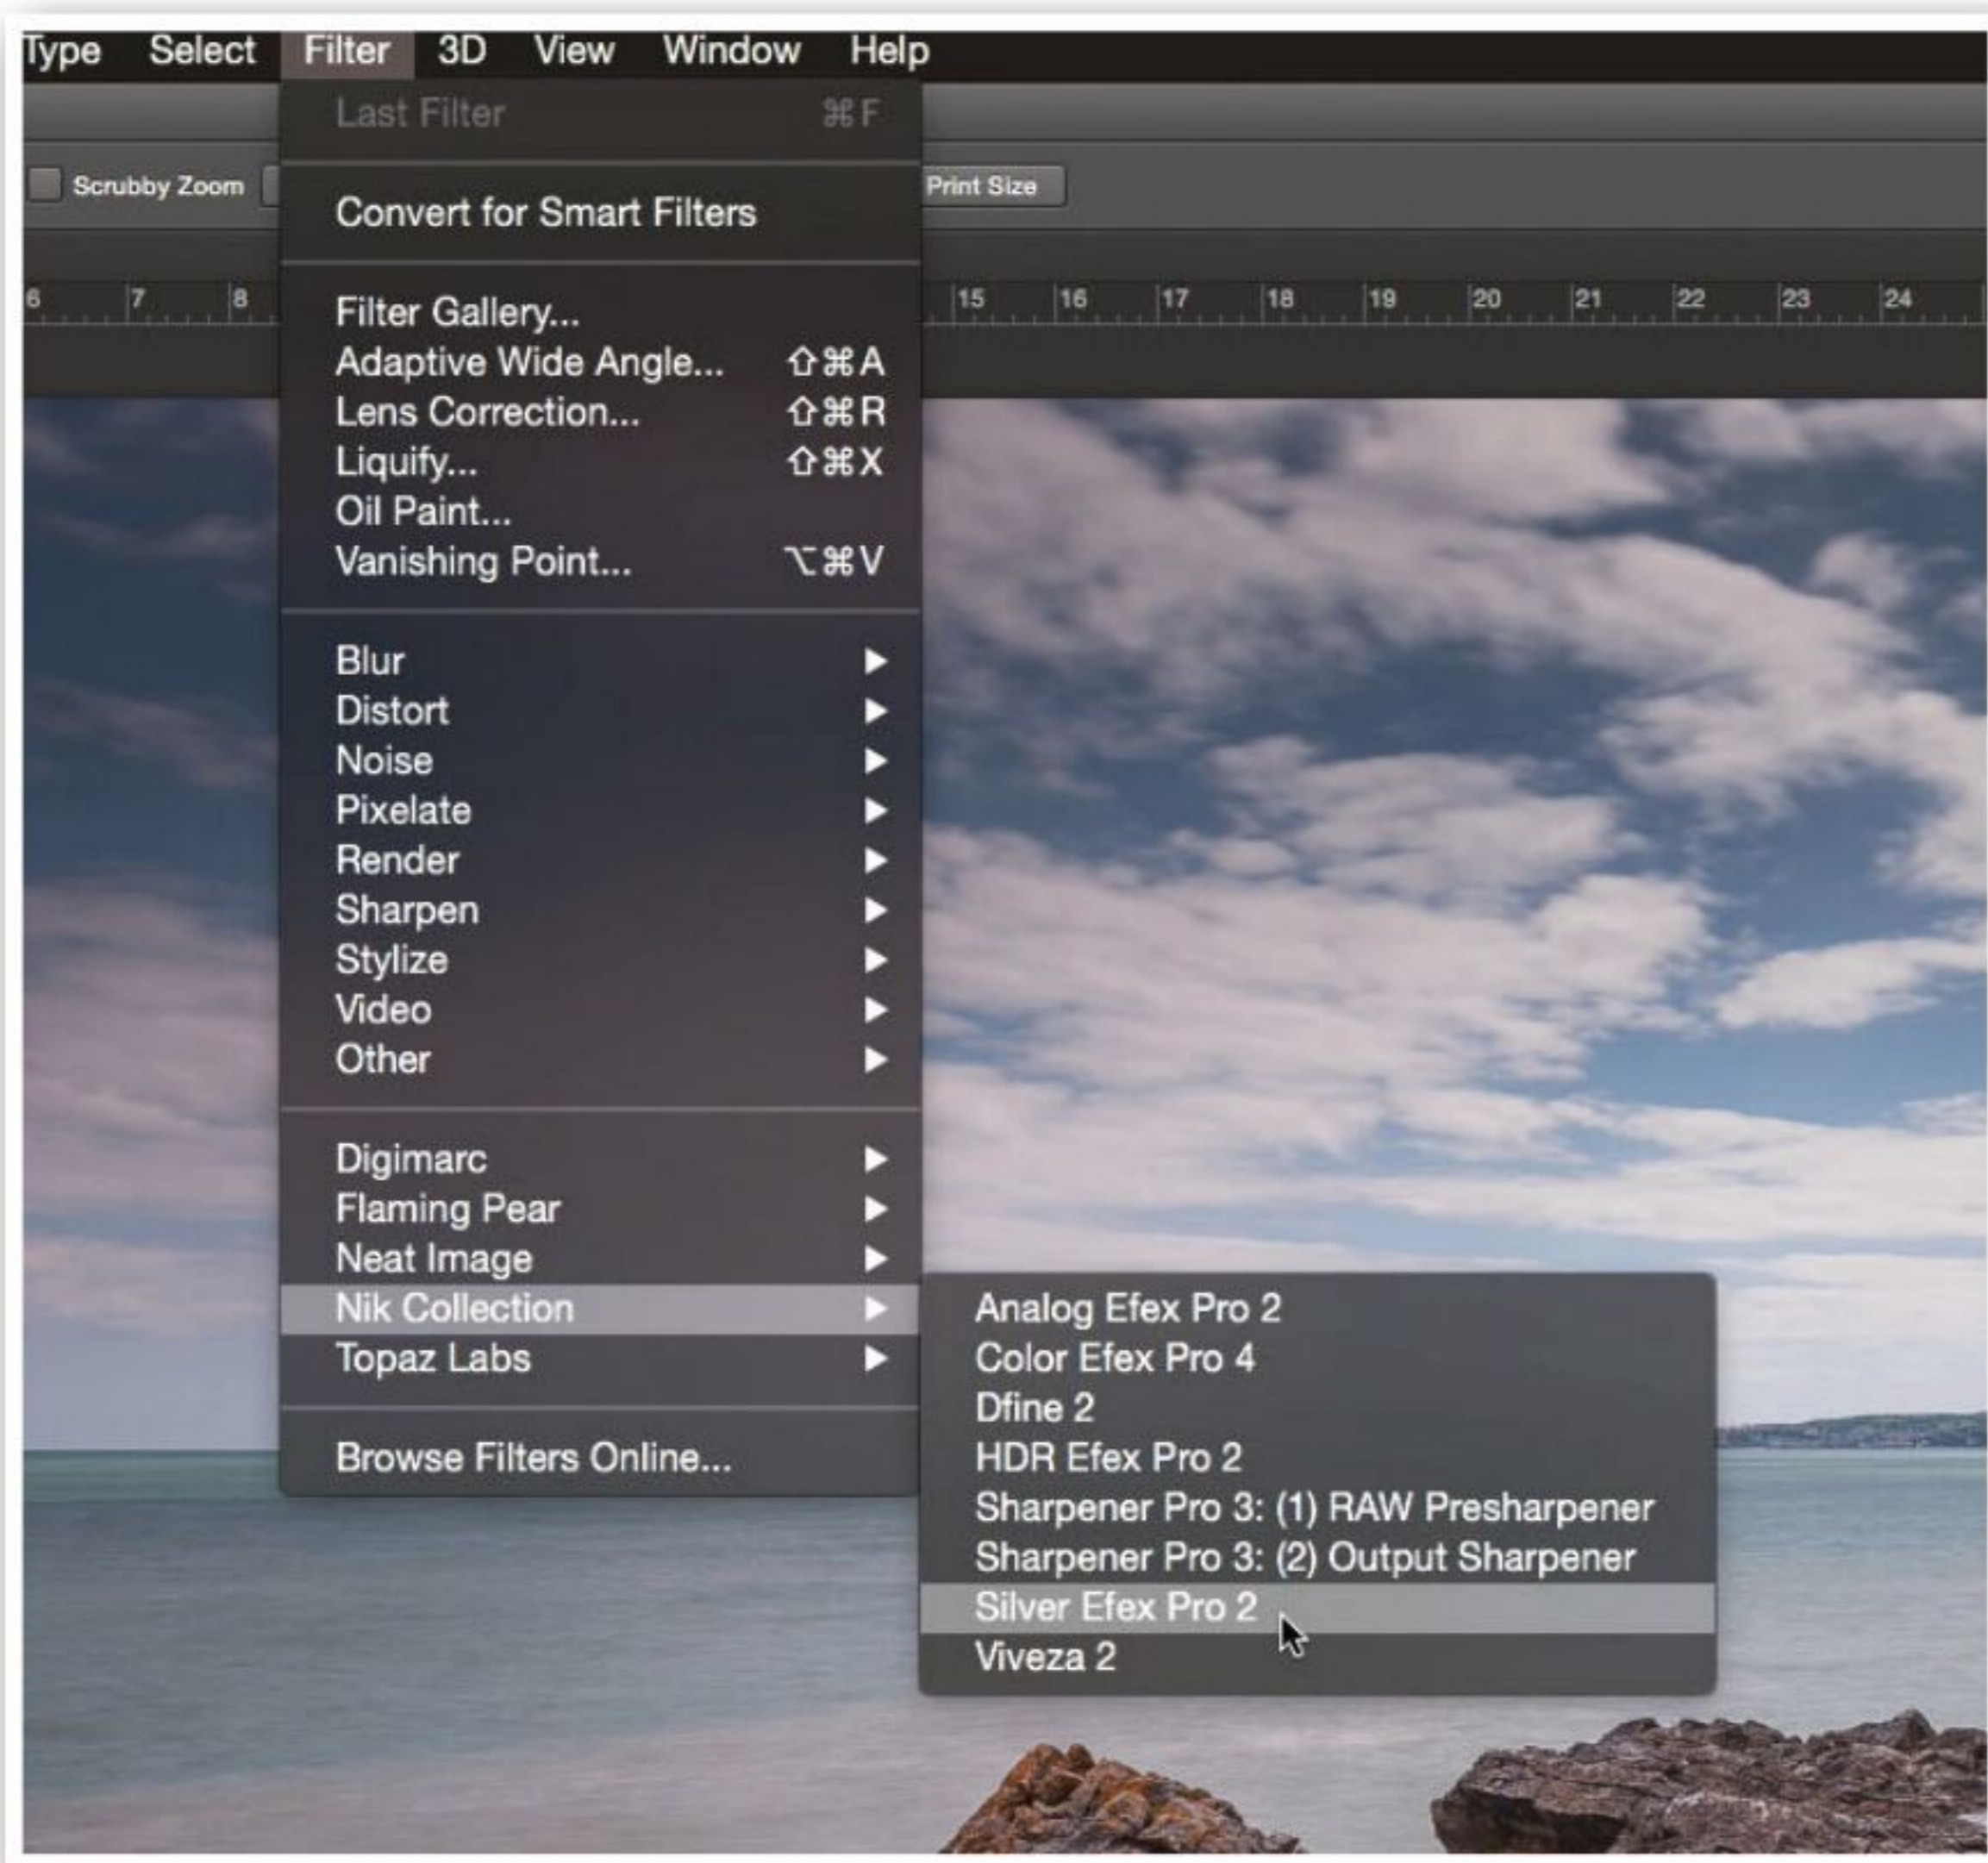 Type Select Filter 3D View Window Help
Last Filter ⌘F
Scrubby Zoom
Print Size
Convert for Smart Filters
6 7 8 15 16 17 18 19 20 21 22 23 24
Filter Gallery...
Adaptive Wide Angle... ⇧⌘A
Lens Correction... ⇧⌘R
Liquify... ⇧⌘X
Oil Paint...
Vanishing Point... ⌥⌘V
Blur ▶
Distort ▶
Noise ▶
Pixelate ▶
Render ▶
Sharpen ▶
Stylize ▶
Video ▶
Other ▶
Digimarc ▶
Flaming Pear ▶
Neat Image ▶
Nik Collection ▶
Topaz Labs ▶
Browse Filters Online...
Analog Efex Pro 2
Color Efex Pro 4
Dfine 2
HDR Efex Pro 2
Sharpener Pro 3: (1) RAW Presharpener
Sharpener Pro 3: (2) Output Sharpener
Silver Efex Pro 2
Viveza 2